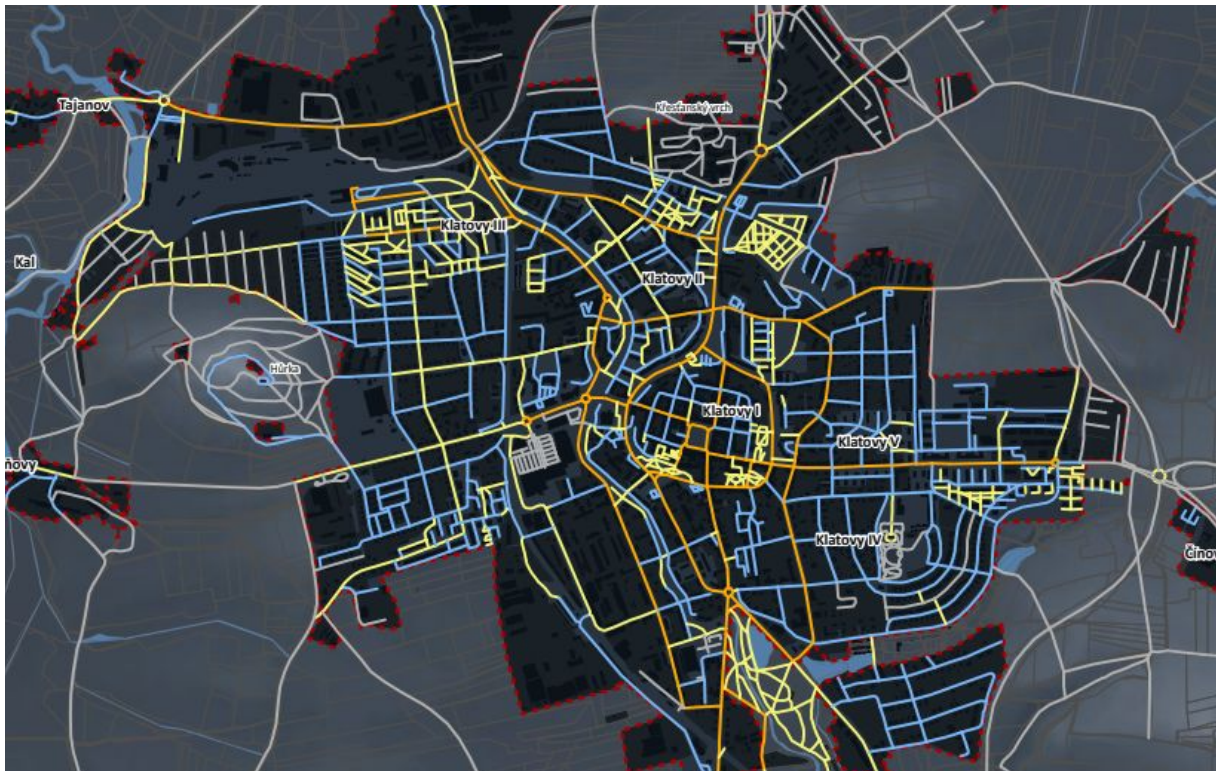 Tajanov
Křesťanský vrch
Klatovy III
Kal
Klatovy II
Hůrka
Klatovy I
Klatovy V
ňovy
Klatovy IV
Činov